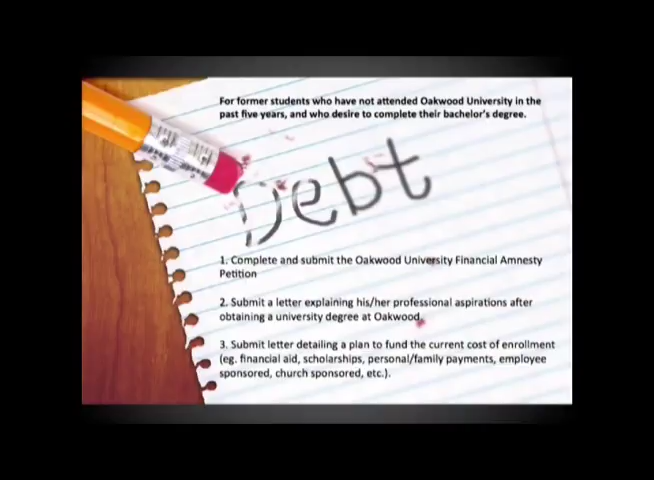 For former students who have not attended Oakwood University in the
past five years, and who desire to complete their bachelor's degree.
Debt
1. Complete and submit the Oakwood University Financial Amnesty
Petition
2. Submit a letter explaining his/her professional aspirations after
obtaining a university degree at Oakwood.
3. Submit letter detailing a plan to fund the current cost of enrollment
(eg. financial aid, scholarships, personal/family payments, employee
sponsored, church sponsored, etc.).